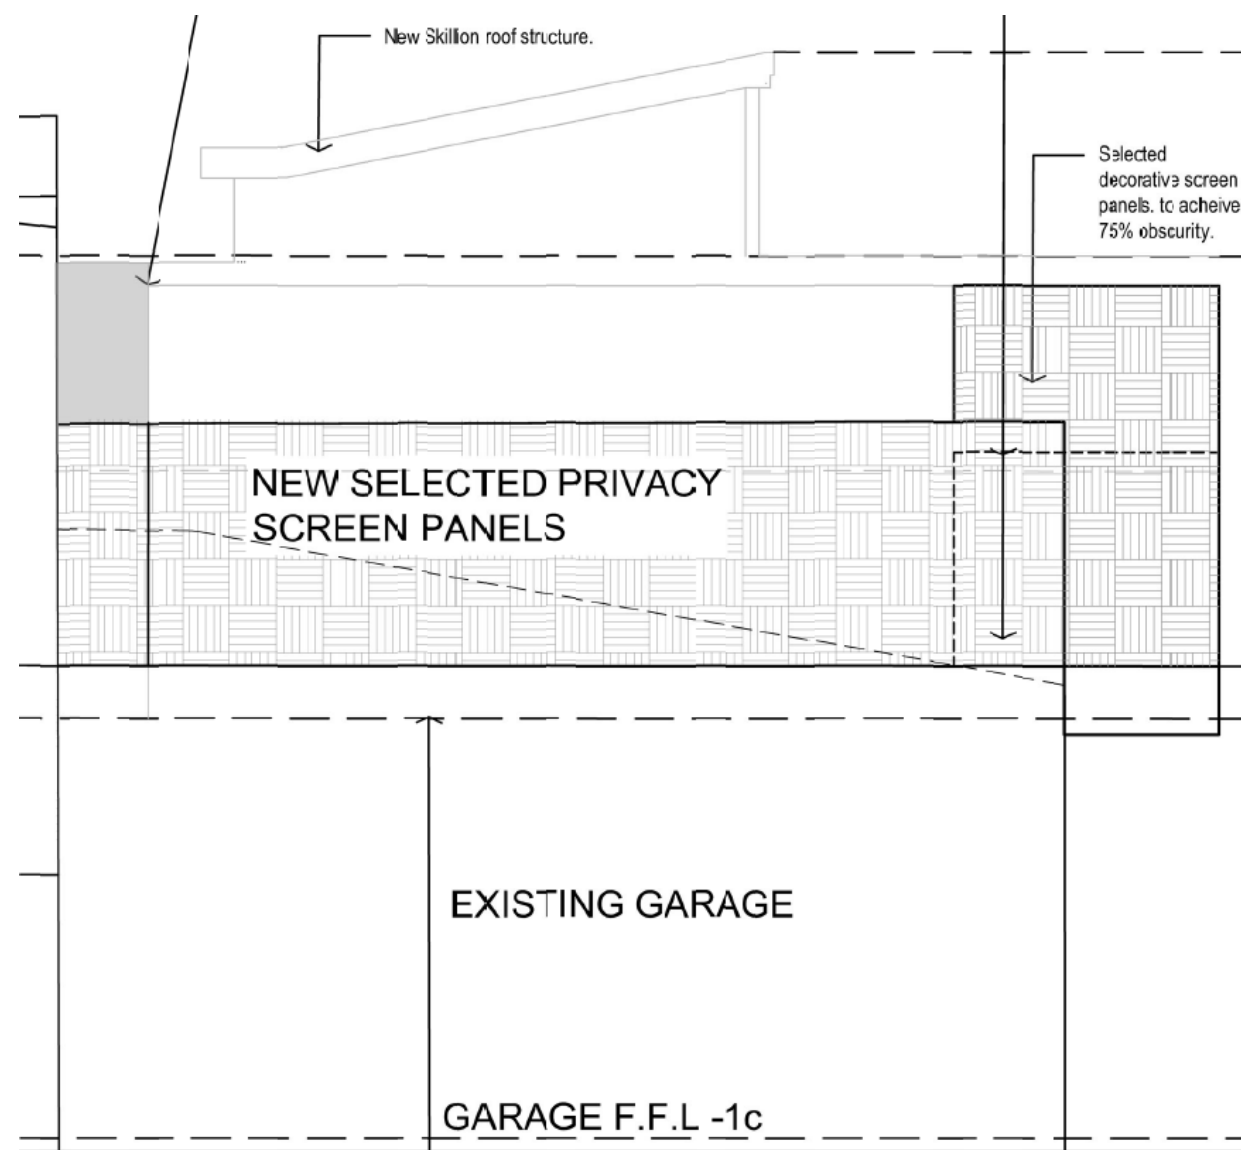 New Skillion roof structure.
Selected
decorative screen
panels. to acheive
75% obscurity.
NEW SELECTED PRIVACY
SCREEN PANELS
EXISTING GARAGE
GARAGE F.F.L -1c